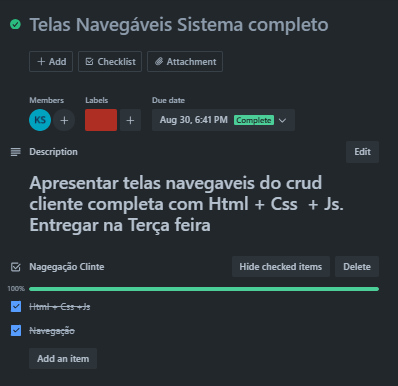 Telas Navegáveis Sistema completo
+ Add
Checklist
Attachment
Members
Labels
Due date
KS
+
+
Aug 30, 6:41 PM Complete
Description
Edit
Apresentar telas navegaveis do crud
cliente completa com Html + Css + Js.
Entregar na Terça feira
Nagegação Clinte
Hide checked items
Delete
100%
Html + Css +Js
Navegação
Add an item